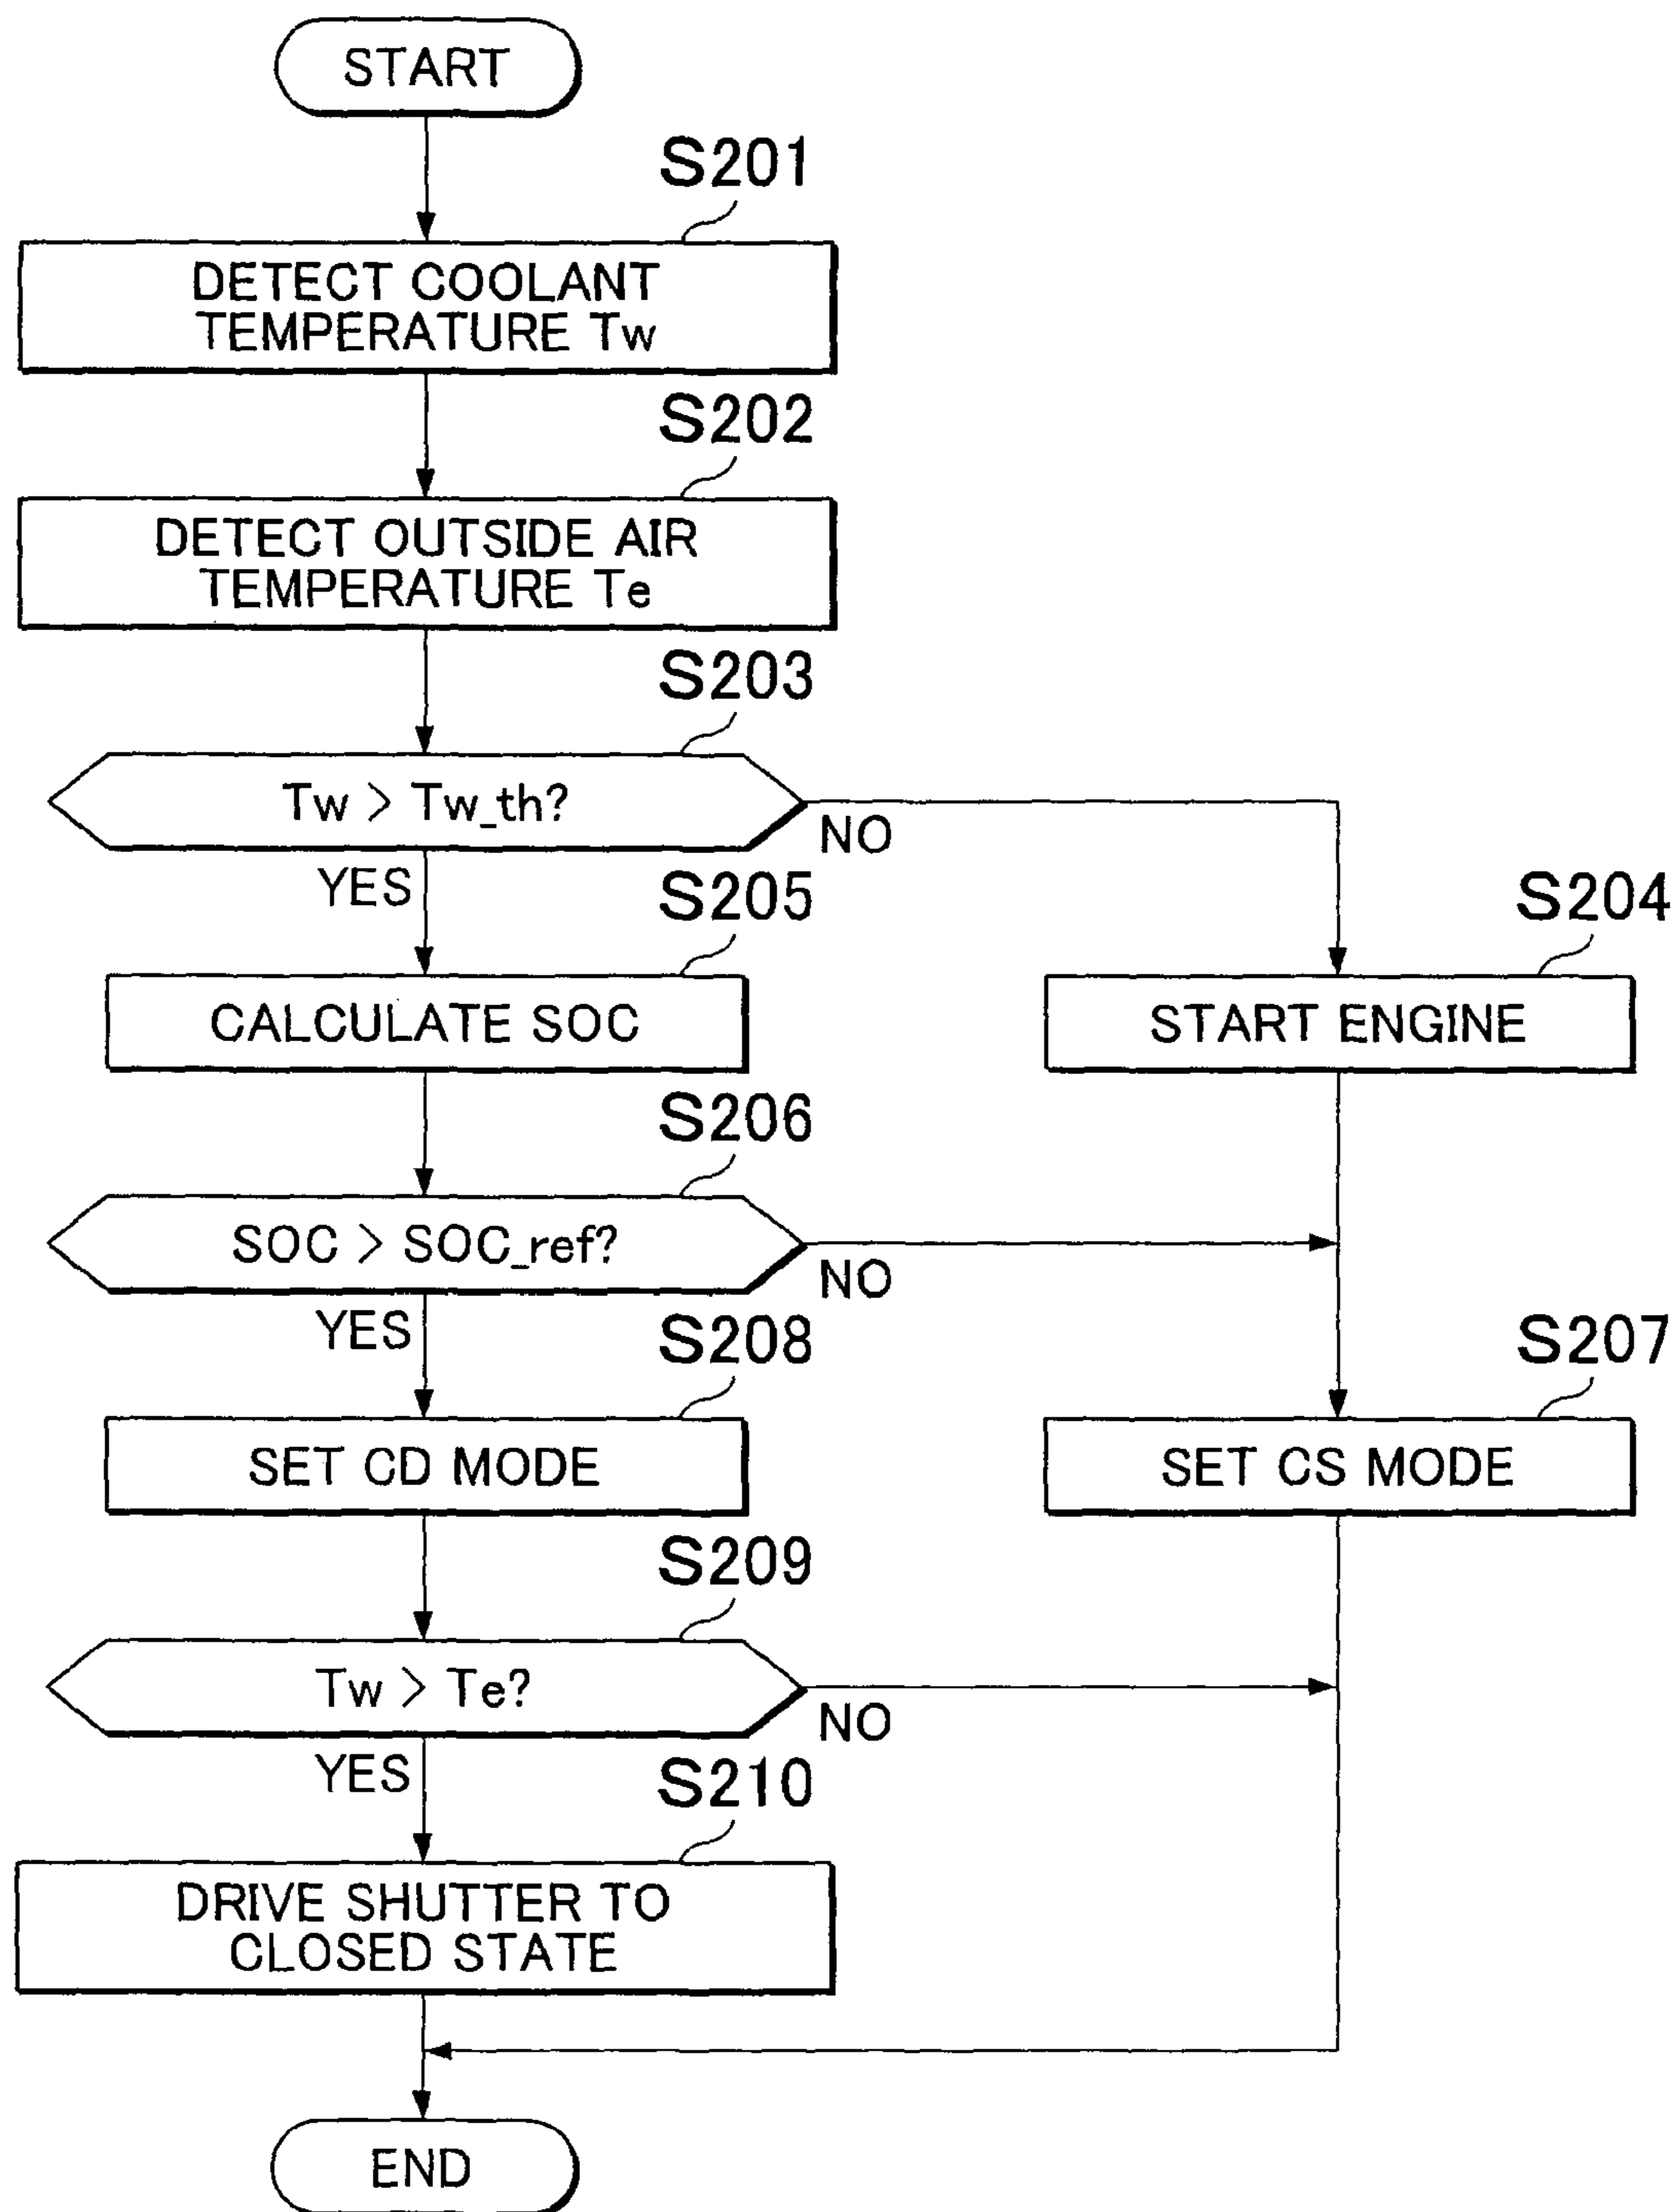 START
S201
DETECT COOLANT
TEMPERATURE Tw
S202
DETECT OUTSIDE AIR
TEMPERATURE Te
S203
Tw > Tw_th?
NO
YES
S205
S204
CALCULATE SOC
START ENGINE
S206
SOC > SOC_ref?
NO
YES
S208
S207
SET CD MODE
SET CS MODE
S209
Tw > Te?
NO
YES
S210
DRIVE SHUTTER TO
CLOSED STATE
END